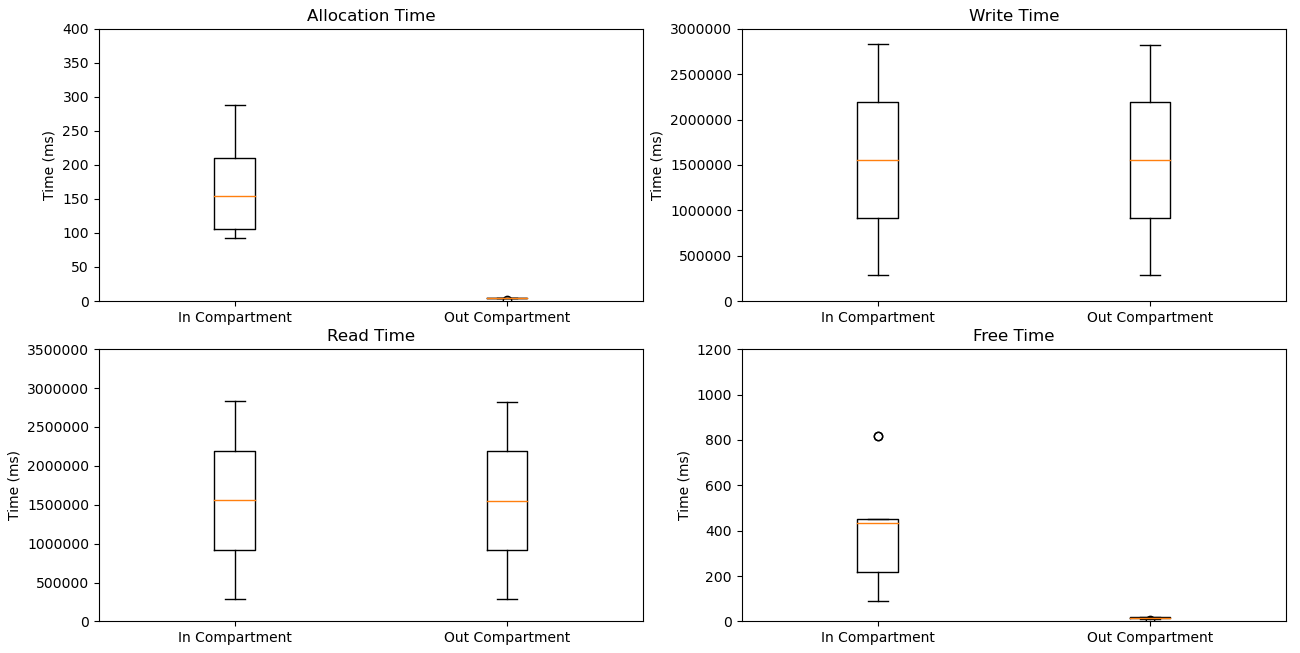 Allocation Time
Time (ms)
400
350
300
250
200
150
100
50
0
In Compartment
Out Compartment
Write Time
Time (ms)
3000000
2500000
2000000
1500000
1000000
500000
0
In Compartment
Out Compartment
Read Time
Time (ms)
3500000
3000000
2500000
2000000
1500000
1000000
500000
0
In Compartment
Out Compartment
Free Time
Time (ms)
1200
1000
800
600
400
200
0
In Compartment
Out Compartment